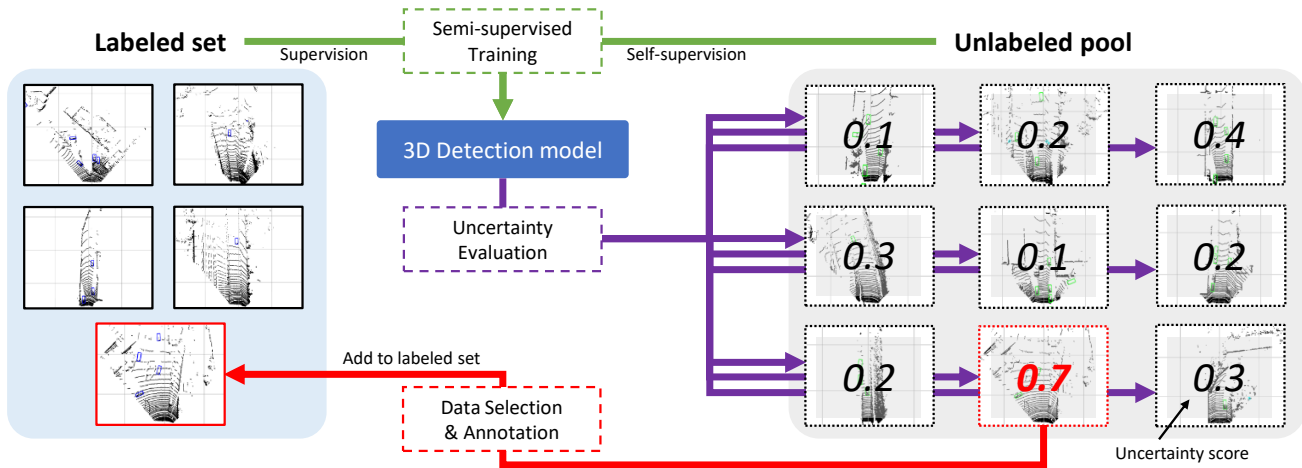 Labeled set
Supervision
Semi-supervised
Training
Self-supervision
Unlabeled pool
3D Detection model
Uncertainty
Evaluation
0.1
0.2
0.4
0.3
0.1
0.2
0.2
0.7
0.3
Add to labeled set
Data Selection
& Annotation
Uncertainty score